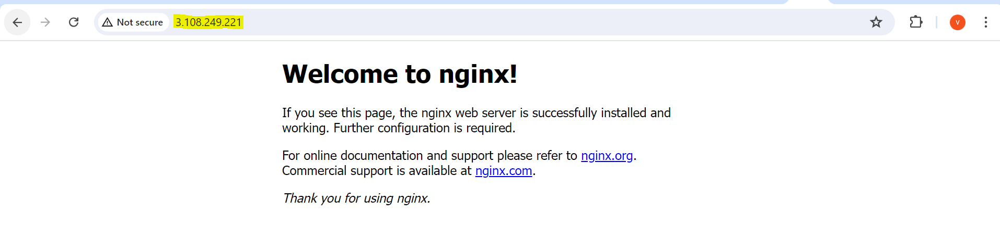 Not secure 3.108.249.221 V
Welcome to nginx!
If you see this page, the nginx web server is successfully installed and
working. Further configuration is required.
For online documentation and support please refer to nginx.org.
Commercial support is available at nginx.com.
Thank you for using nginx.